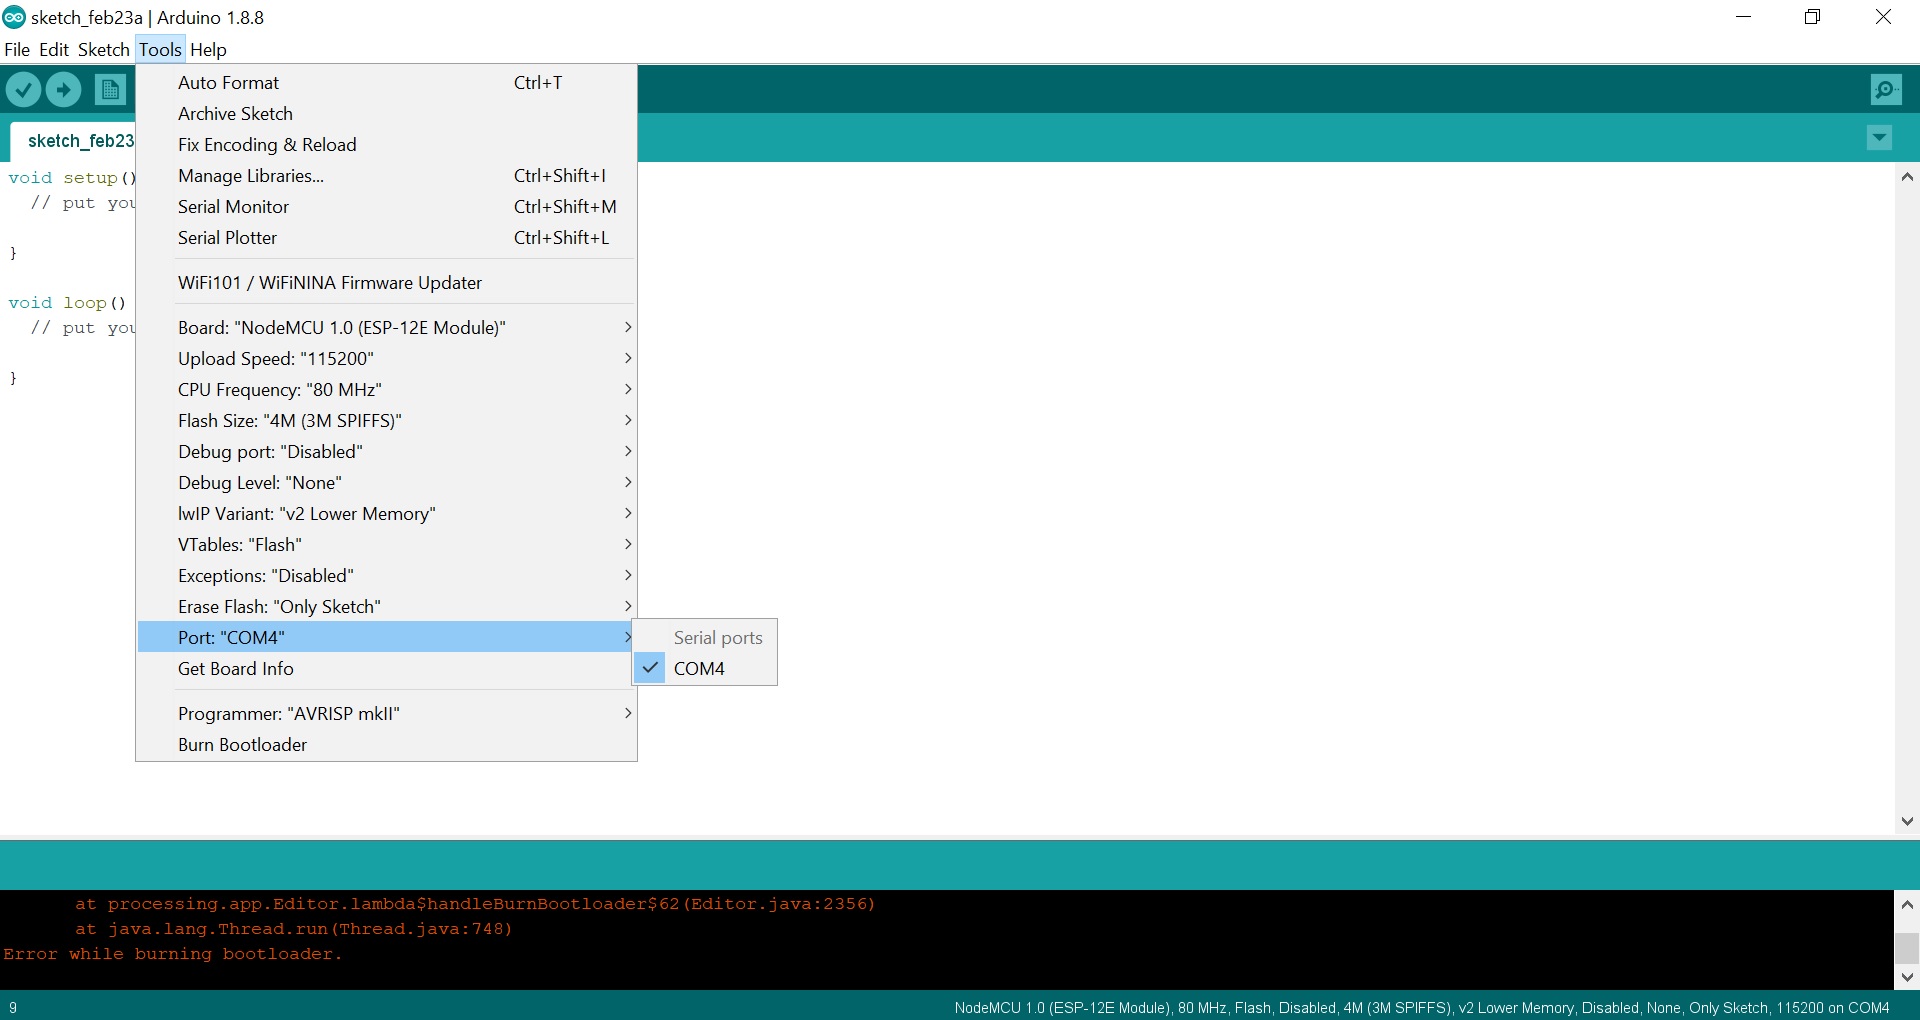 sketch_feb23a | Arduino 1.8.8
File Edit Sketch Tools Help
sketch_feb23
void setup()
// put you
}
void loop()
// put you
}
Auto Format Ctrl+T
Archive Sketch
Fix Encoding & Reload
Manage Libraries... Ctrl+Shift+I
Serial Monitor Ctrl+Shift+M
Serial Plotter Ctrl+Shift+L
WiFi101 / WiFiNINA Firmware Updater
Board: "NodeMCU 1.0 (ESP-12E Module)"
Upload Speed: "115200"
CPU Frequency: "80 MHz"
Flash Size: "4M (3M SPIFFS)"
Debug port: "Disabled"
Debug Level: "None"
lwIP Variant: "v2 Lower Memory"
VTables: "Flash"
Exceptions: "Disabled"
Erase Flash: "Only Sketch"
Port: "COM4"
Get Board Info
Programmer: "AVRISP mkII"
Burn Bootloader
Serial ports
COM4
at processing.app.Editor.lambda$handleBurnBootloader$62(Editor.java:2356)
at java.lang.Thread.run(Thread.java:748)
Error while burning bootloader.
9 NodeMCU 1.0 (ESP-12E Module), 80 MHz, Flash, Disabled, 4M (3M SPIFFS), v2 Lower Memory, Disabled, None, Only Sketch, 115200 on COM4